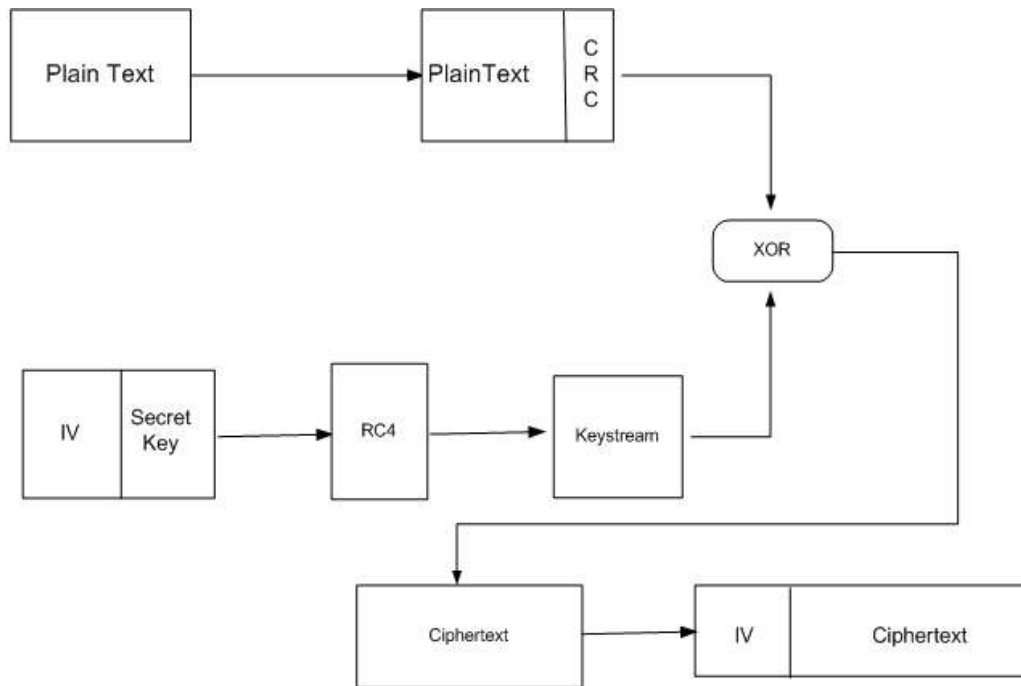 Plain Text
PlainText
C
R
C
XOR
IV
Secret
Key
RC4
Keystream
Ciphertext
IV
Ciphertext